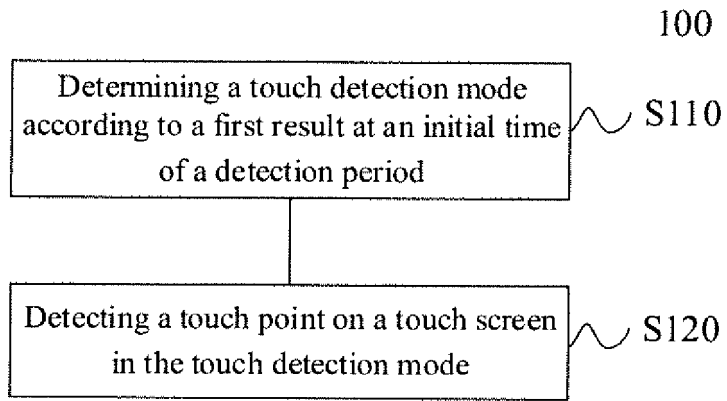 100
Determining a touch detection mode
according to a first result at an initial time
of a detection period
S110
Detecting a touch point on a touch screen
in the touch detection mode
S120